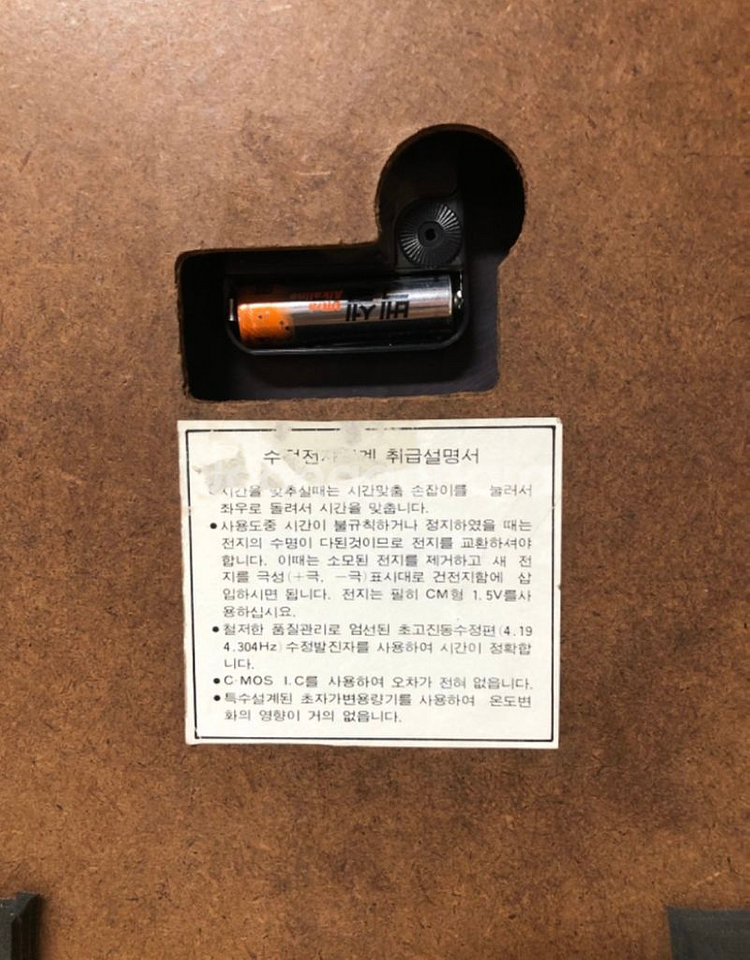 벡셀
수정전자시계 취급설명서
시간을 맞추실때는 시간맞춤 손잡이를 눌러서
좌우로 돌려서 시간을 맞춥니다.
●사용도중 시간이 불규칙하거나 정지하였을 때는
전지의 수명이 다된것이므로 전지를 교환하셔야
합니다. 이때는 소모된 전지를 제거하고 새 전
지를 극성(+극, -극)표시대로 건전지함에 삽
입하시면 됩니다. 전지는 필히 CM형 1.5V를사
용하십시요.
●철저한 품질관리로 엄선된 초고진동수정편(4.19
4.304Hz)수정발진자를 사용하여 시간이 정확합
니다.
●C·MOS I.C를 사용하여 오차가 전혀 없읍니다.
●특수설계된 초자가변용량기를 사용하여 온도변
화의 영향이 거의 없읍니다.